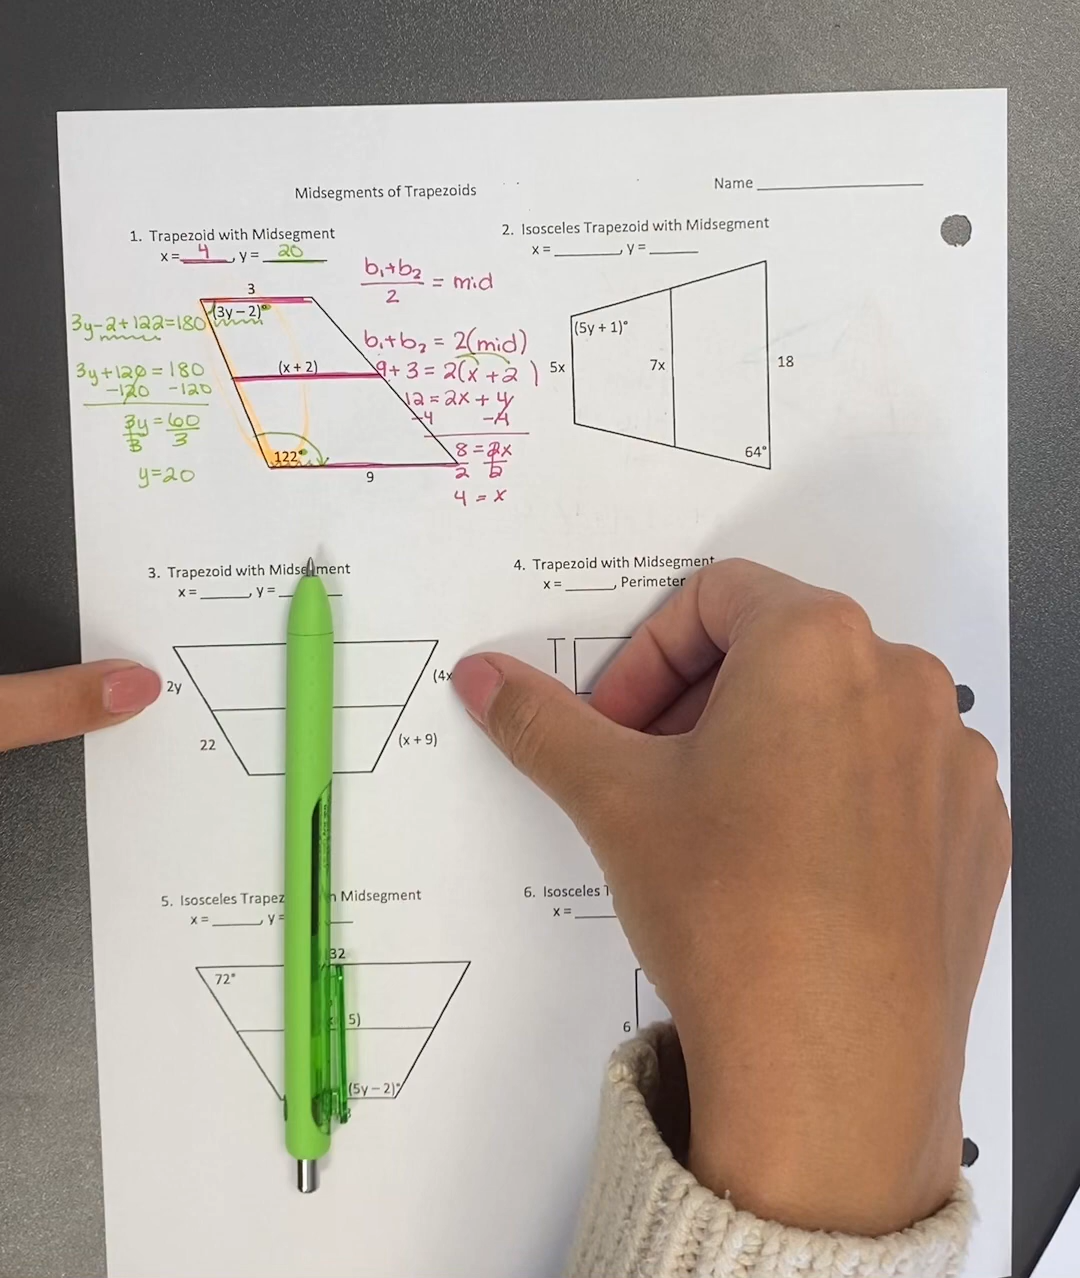 Midsegments of Trapezoids
Name
1. Trapezoid with Midsegment
x= 4, y= 20
3
(3y – 2)°
(x + 2)
122°
9
3y-2+122=180
3y+120=180
-120 -120
3y=60
3 3
y=20
b₁+b₂ = mid
2
b₁+b₂ = 2(mid)
9+3=2(x+2)
12=2x+4
-4 -4
8=2x
2 2
4=x
2. Isosceles Trapezoid with Midsegment
x= , y=
(5y + 1)°
5x
7x
18
64°
3. Trapezoid with Midsegment
x= , y=
2y
(4x
22
(x + 9)
4. Trapezoid with Midsegment
x= , Perimeter
5. Isosceles Midsegment
x= , y=
32
72°
5)
(5y – 2)°
6. Isosceles
x=
6